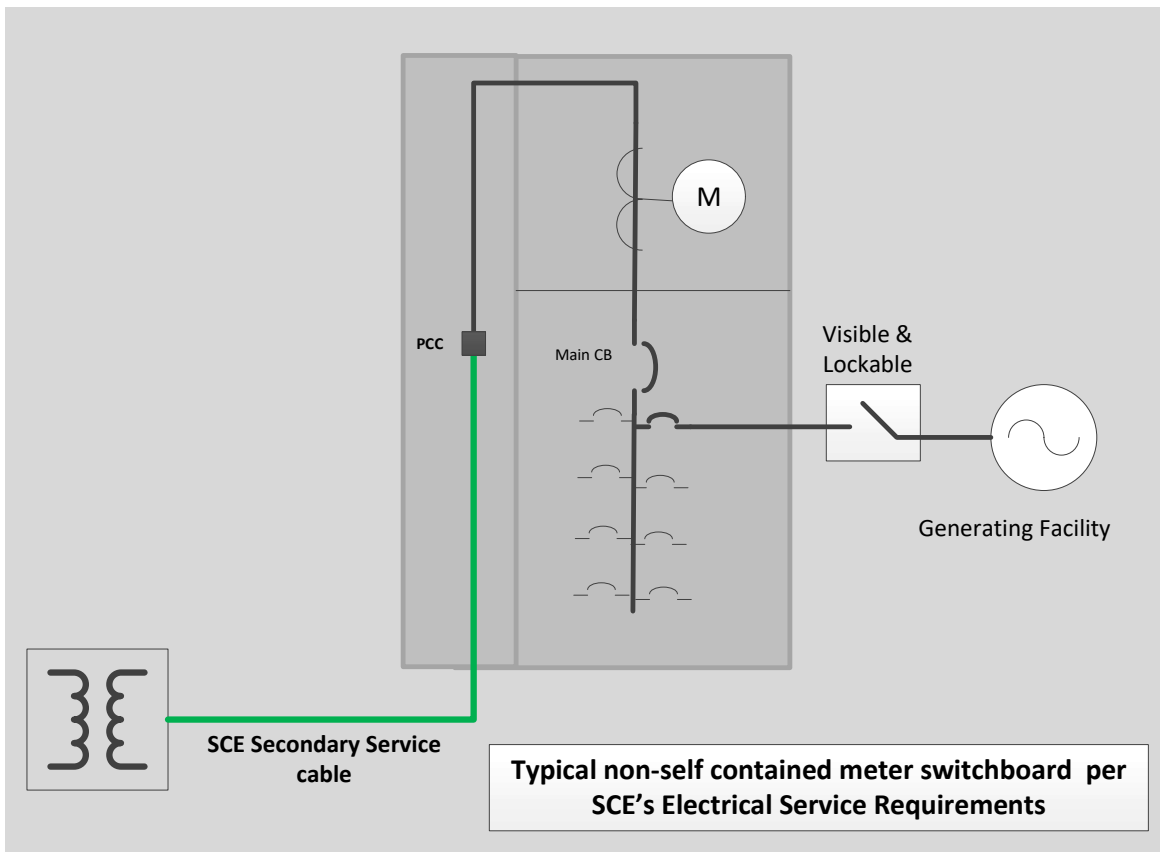 M
PCC
Main CB
Visible &
Lockable
Generating Facility
SCE Secondary Service
cable
Typical non-self contained meter switchboard per
SCE’s Electrical Service Requirements